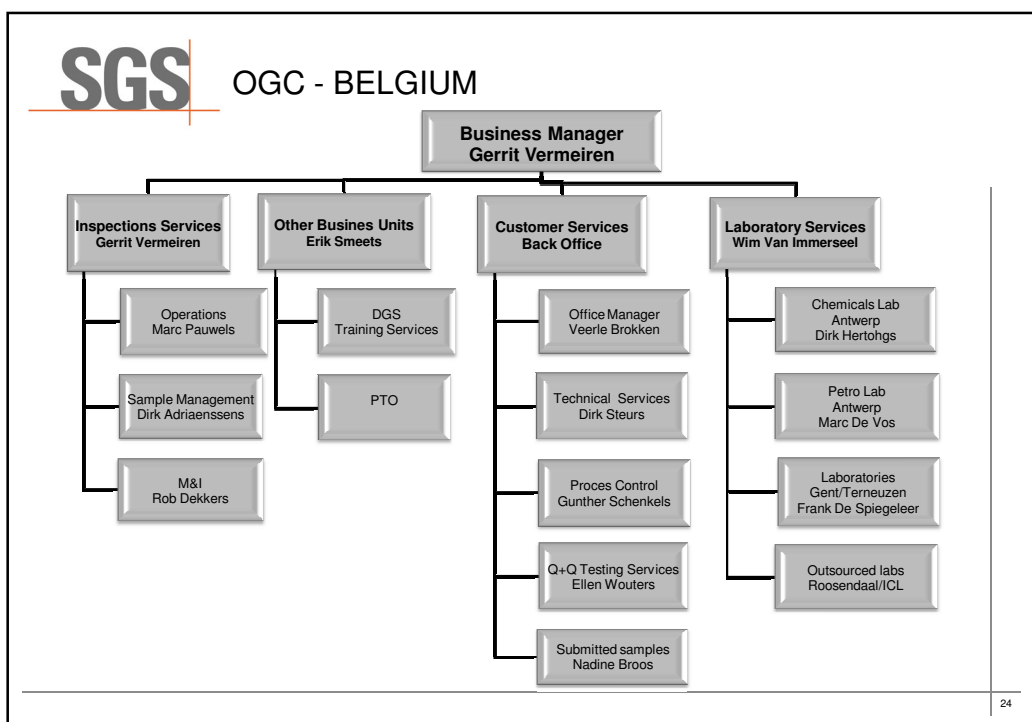 SGS
OGC - BELGIUM
Business Manager
Gerrit Vermeiren
Inspections Services
Gerrit Vermeiren
Operations
Marc Pauwels
Sample Management
Dirk Adriaenssens
M&I
Rob Dekkers
Other Busines Units
Erik Smeets
DGS
Training Services
PTO
Customer Services
Back Office
Office Manager
Veerle Brokken
Technical Services
Dirk Steurs
Proces Control
Gunther Schenkels
Q+Q Testing Services
Ellen Wouters
Submitted samples
Nadine Broos
Laboratory Services
Wim Van Immerseel
Chemicals Lab
Antwerp
Dirk Hertohgs
Petro Lab
Antwerp
Marc De Vos
Laboratories
Gent/Terneuzen
Frank De Spiegeleer
Outsourced labs
Roosendaal/ICL
24